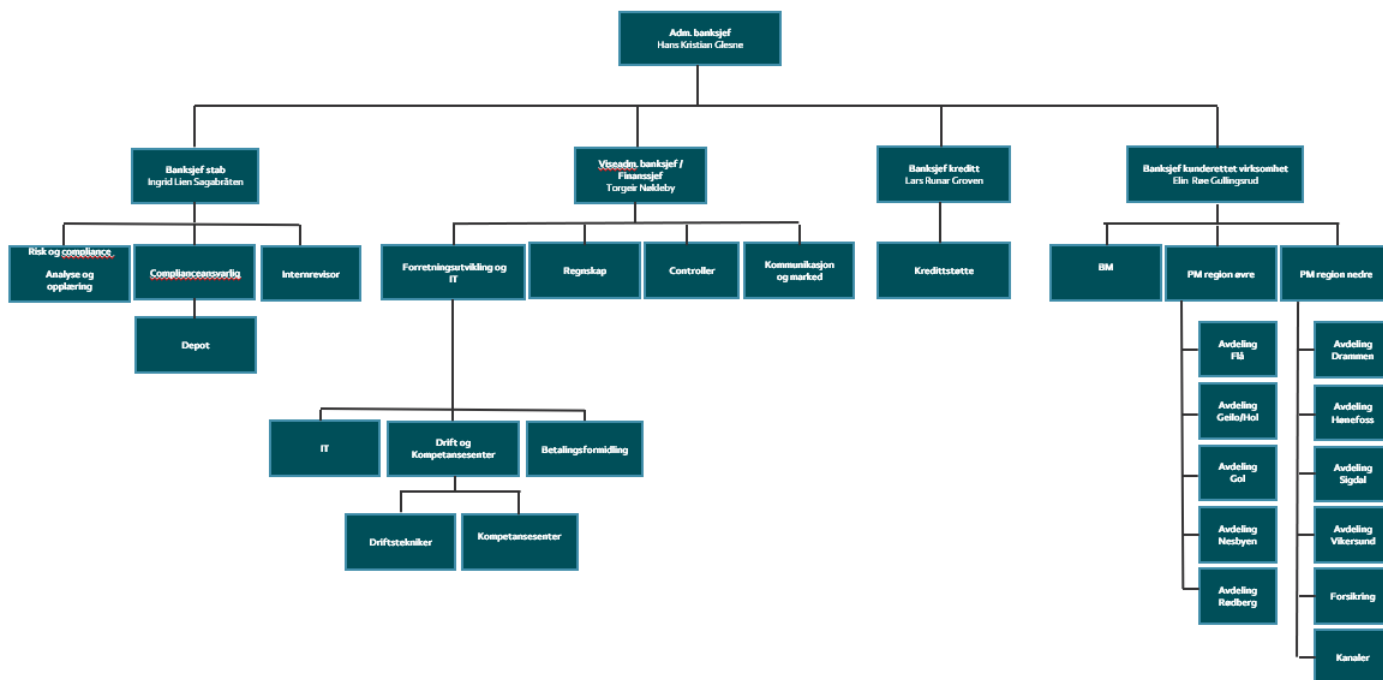 Adm. banksjef
Hans Kristian Glesne
Banksjef stab
Ingrid Lien Sagabråten
Viseadm. banksjef /
Finanssjef
Torgeir Nøkleby
Banksjef kreditt
Lars Runar Groven
Banksjef kunderettet virksomhet
Elin Røe Gullingsrud
Risk og compliance
Analyse og
opplæring
Complianceansvarlig
Internrevisor
Forretningsutvikling og
IT
Regnskap
Controller
Kommunikasjon
og marked
Kredittstøtte
BM
PM region øvre
PM region nedre
Depot
Avdeling
Flå
Avdeling
Drammen
Avdeling
Geilo/Hol
Avdeling
Hønefoss
IT
Drift og
Kompetansesenter
Betalingsformidling
Avdeling
Gol
Avdeling
Sigdal
Driftstekniker
Kompetansesenter
Avdeling
Nesbyen
Avdeling
Vikersund
Avdeling
Rødberg
Forsikring
Kanaler